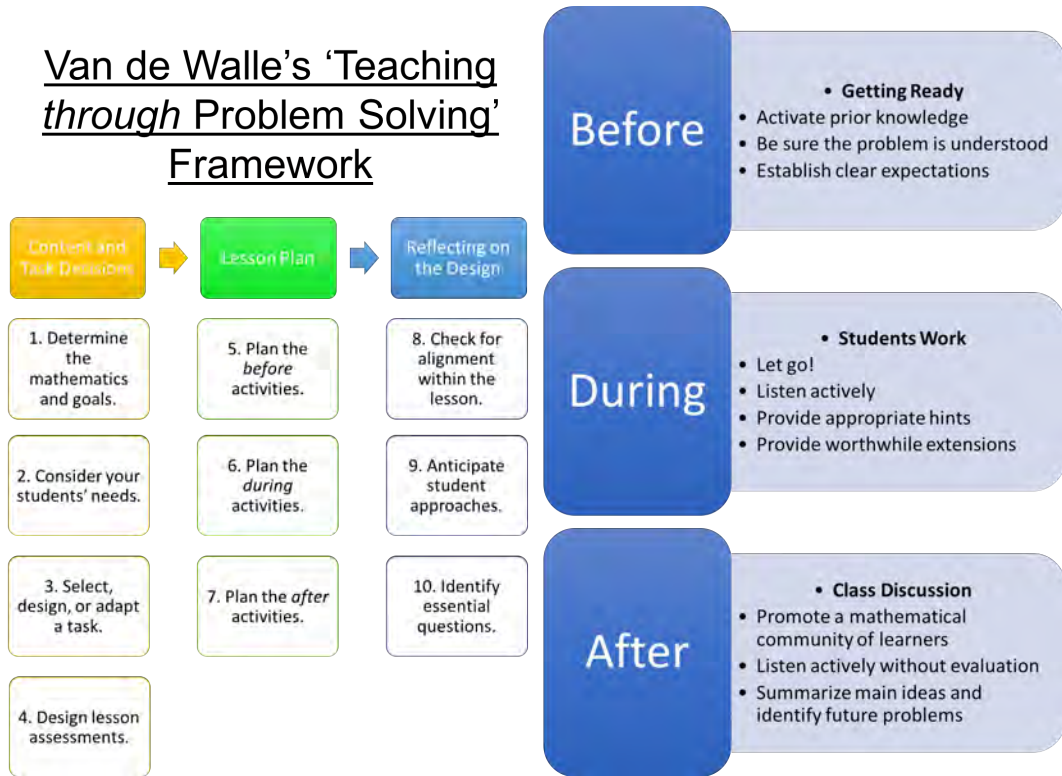 Van de Walle's 'Teaching
through Problem Solving'
Framework
Content and
Task Decisions
Lesson Plan
Reflecting on
the Design
1. Determine
the
mathematics
and goals.
2. Consider your
students' needs.
3. Select,
design, or adapt
a task.
4. Design lesson
assessments.
5. Plan the
before
activities.
6. Plan the
during
activities.
7. Plan the after
activities.
8. Check for
alignment
within the
lesson.
9. Anticipate
student
approaches.
10. Identify
essential
questions.
Before
• Getting Ready
• Activate prior knowledge
• Be sure the problem is understood
• Establish clear expectations
During
• Students Work
• Let go!
• Listen actively
• Provide appropriate hints
• Provide worthwhile extensions
After
• Class Discussion
• Promote a mathematical
community of learners
• Listen actively without evaluation
• Summarize main ideas and
identify future problems